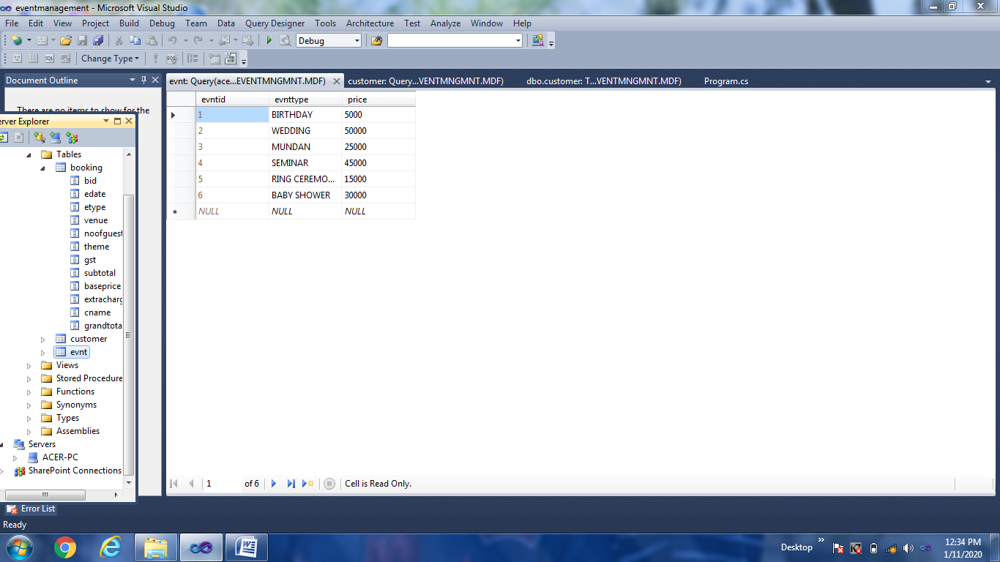 eventmanagement - Microsoft Visual Studio
File Edit View Project Build Debug Team Data Query Designer Tools Architecture Test Analyze Window Help
Debug
Change Type
Document Outline
There are no items to show for the
evnt: Query(ace...EVENTMNGMNT.MDF) customer: Query...VENTMNGMNT.MDF) dbo.customer: T...VENTMNGMNT.MDF) Program.cs
erver Explorer
Tables
booking
bid
edate
etype
venue
noofguest
theme
gst
subtotal
baseprice
extracharg
cname
grandtota
customer
evnt
Views
Stored Procedure
Functions
Synonyms
Types
Assemblies
Servers
ACER-PC
SharePoint Connections
evntid evnttype price
1 BIRTHDAY 5000
2 WEDDING 50000
3 MUNDAN 25000
4 SEMINAR 45000
5 RING CEREMO... 15000
6 BABY SHOWER 30000
NULL NULL NULL
1 of 6 Cell is Read Only.
Error List
Ready
Desktop
12:34 PM
1/11/2020